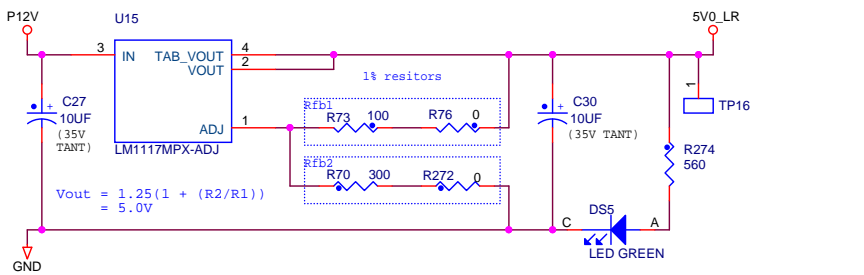 P12V
U15
5V0_LR
3
IN
TAB_VOUT
4
VOUT
2
1% resitors
1
TP16
C27
10UF
(35V
TANT)
Rfb1
R73
100
R76
0
C30
10UF
(35V TANT)
ADJ
1
LM1117MPX-ADJ
R274
560
Rfb2
R70
300
R272
0
Vout = 1.25(1 + (R2/R1))
= 5.0V
DS5
C
A
LED GREEN
GND